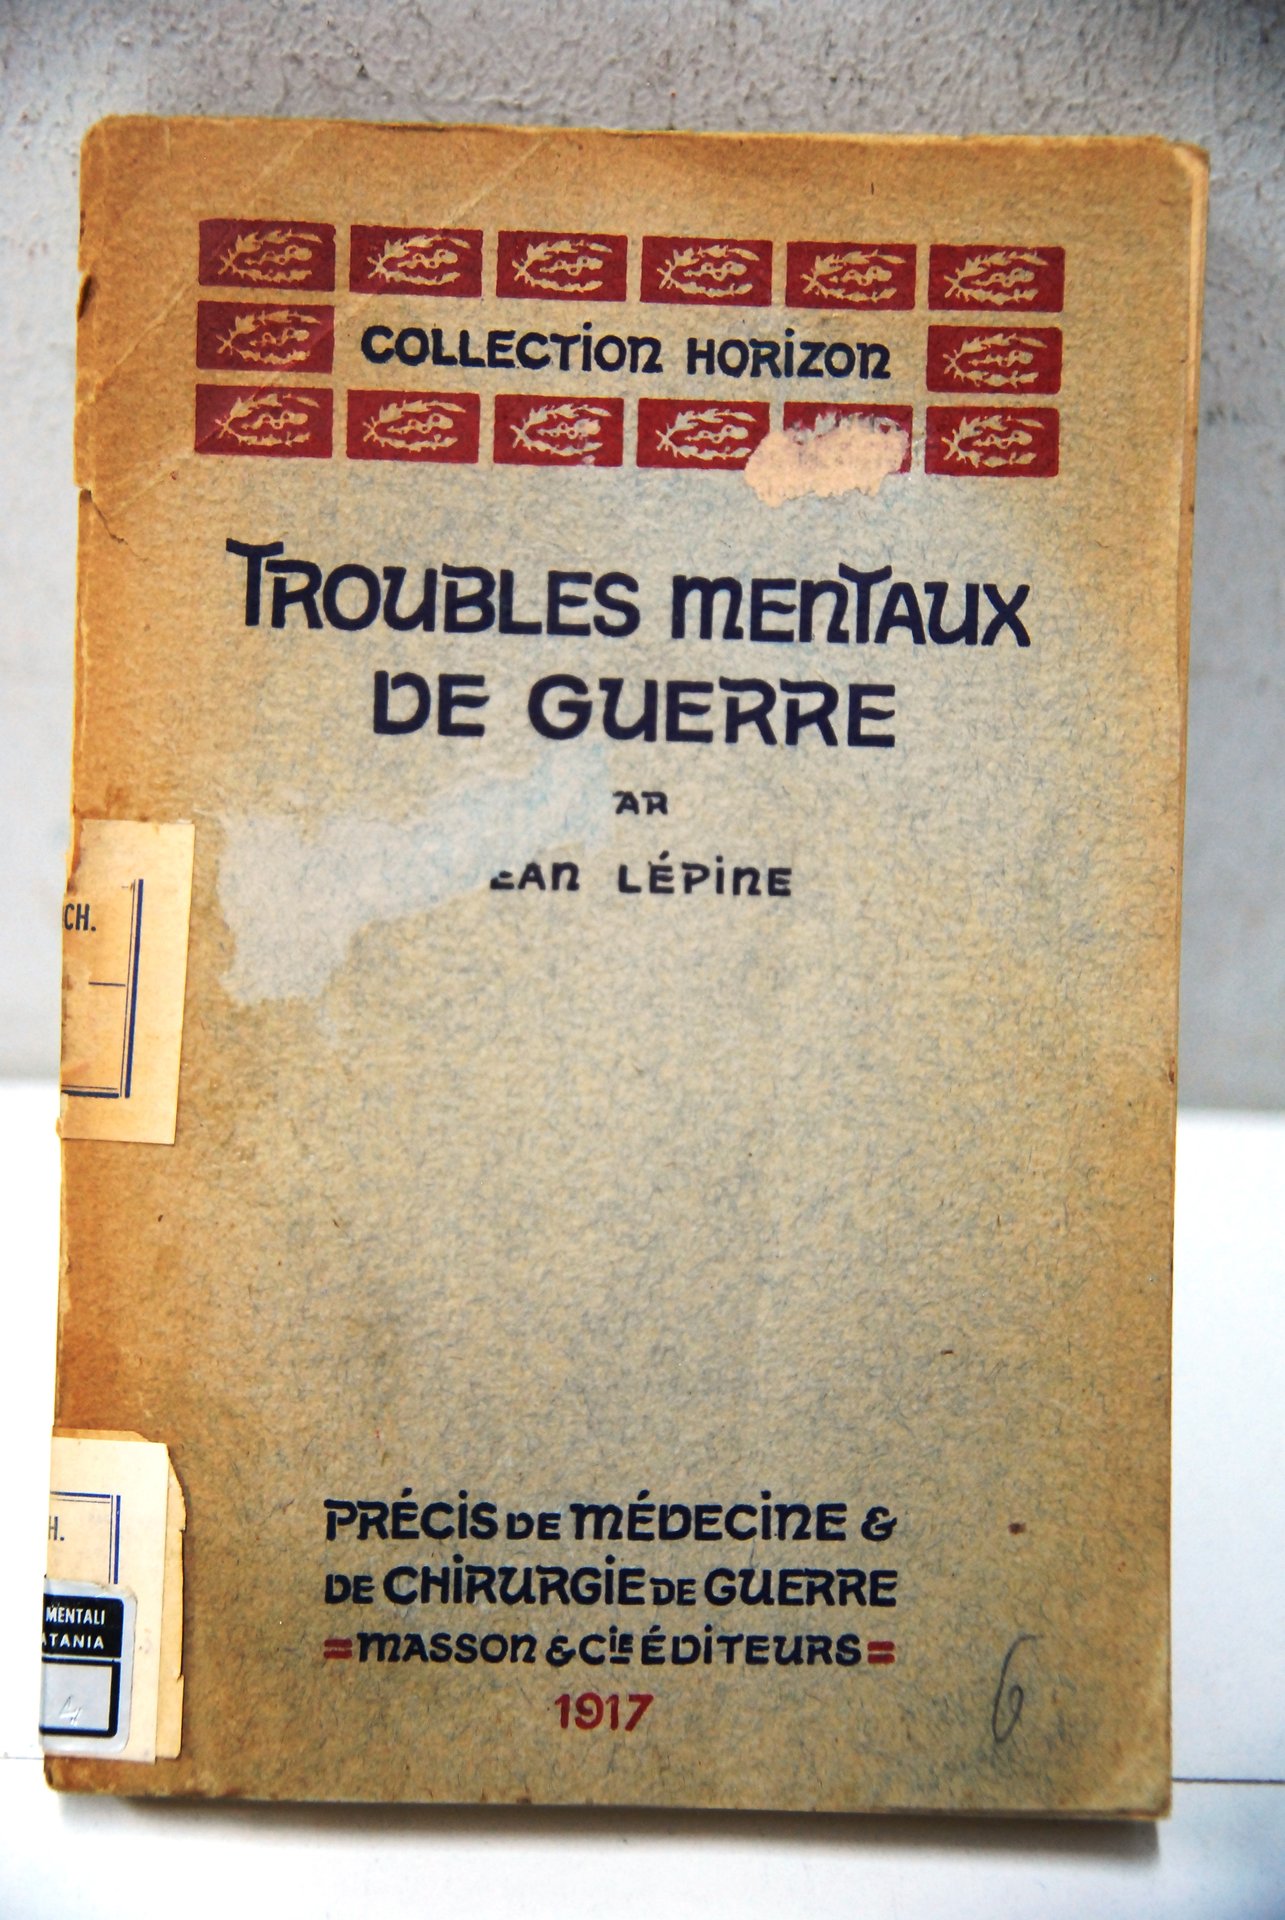 COLLECTION HORIZON
TROUBLES MENTAUX
DE GUERRE
AR
EAN LÉPINE
CH.
PRÉCIS DE MÉDECINE &
DE CHIRURGIE DE GUERRE
= MASSON & CIE ÉDITEURS =
1917
H.
MENTALI
ATANIA
6